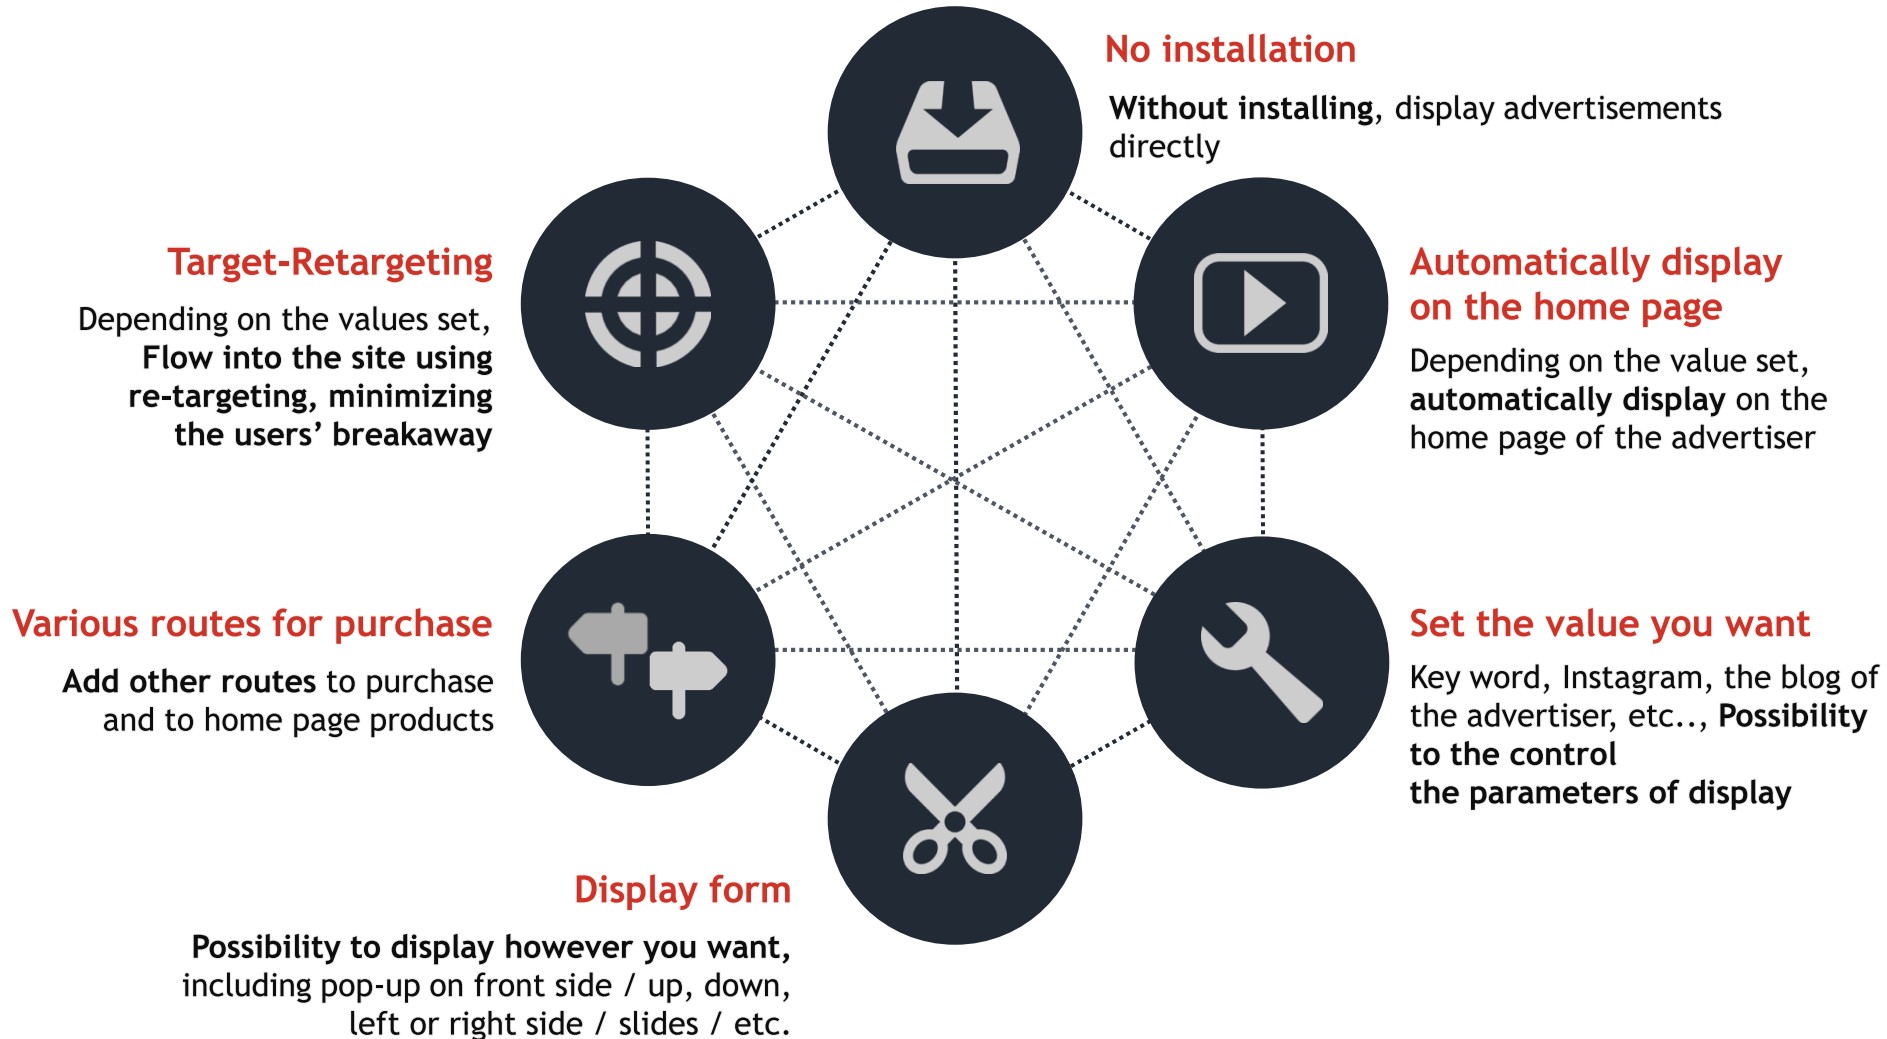 No installation
Without installing, display advertisements
directly
Target-Retargeting
Depending on the values set,
Flow into the site using
re-targeting, minimizing
the users’ breakaway
Automatically display
on the home page
Depending on the value set,
automatically display on the
home page of the advertiser
Various routes for purchase
Add other routes to purchase
and to home page products
Set the value you want
Key word, Instagram, the blog of
the advertiser, etc.., Possibility
to the control
the parameters of display
Display form
Possibility to display however you want,
including pop-up on front side / up, down,
left or right side / slides / etc.